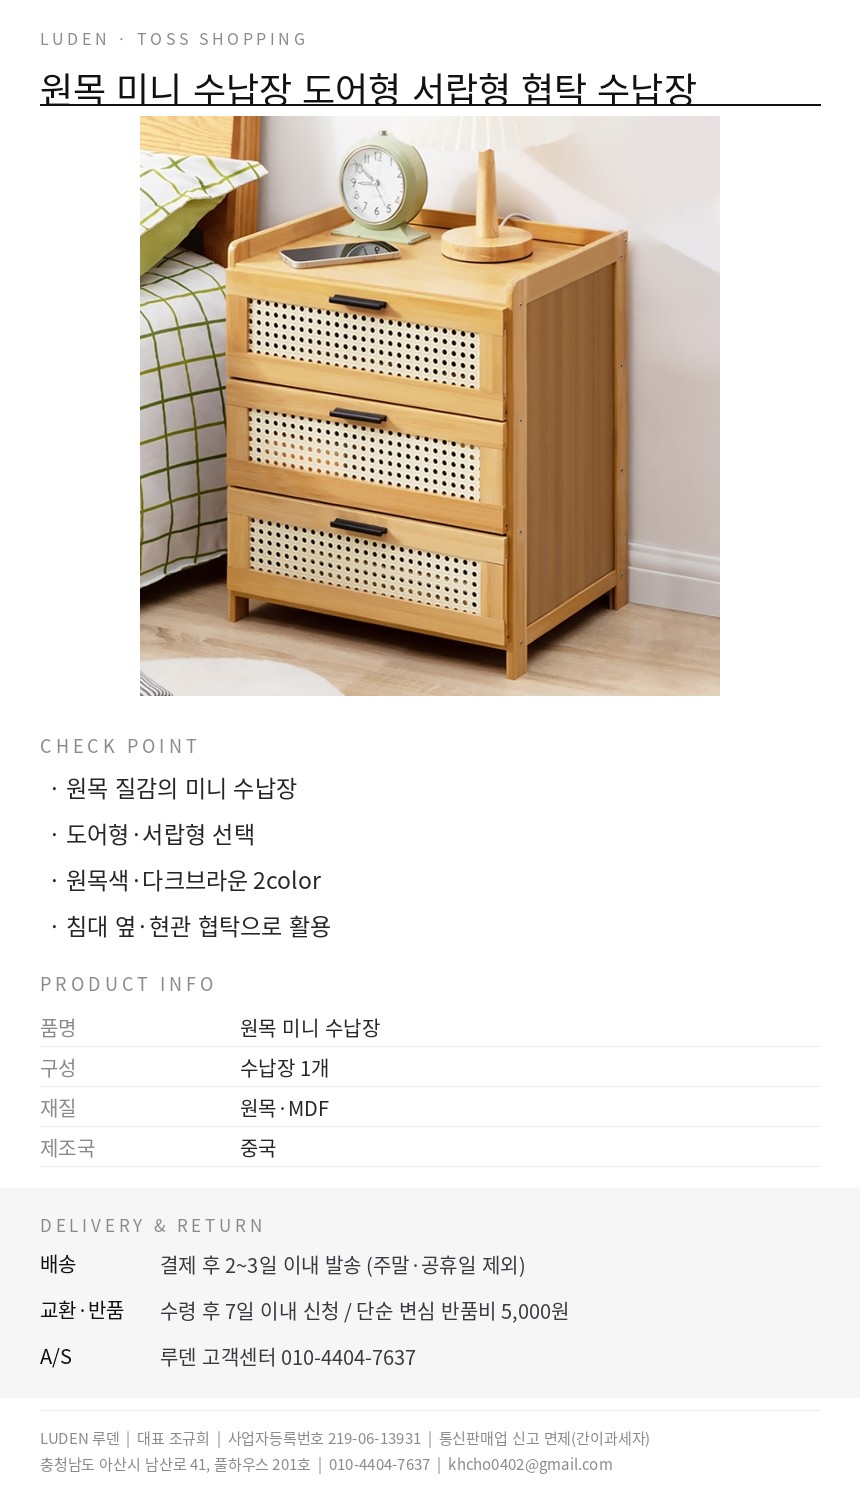 LUDEN · TOSS SHOPPING
원목 미니 수납장 도어형 서랍형 협탁 수납장
CHECK POINT
· 원목 질감의 미니 수납장
· 도어형·서랍형 선택
· 원목색·다크브라운 2color
· 침대 옆·현관 협탁으로 활용
PRODUCT INFO
품명 원목 미니 수납장
구성 수납장 1개
재질 원목·MDF
제조국 중국
DELIVERY & RETURN
배송 결제 후 2~3일 이내 발송 (주말·공휴일 제외)
교환·반품 수령 후 7일 이내 신청 / 단순 변심 반품비 5,000원
A/S 루덴 고객센터 010-4404-7637
LUDEN 루덴 | 대표 조규희 | 사업자등록번호 219-06-13931 | 통신판매업 신고 면제(간이과세자)
충청남도 아산시 남산로 41, 풀하우스 201호 | 010-4404-7637 | khcho0402@gmail.com